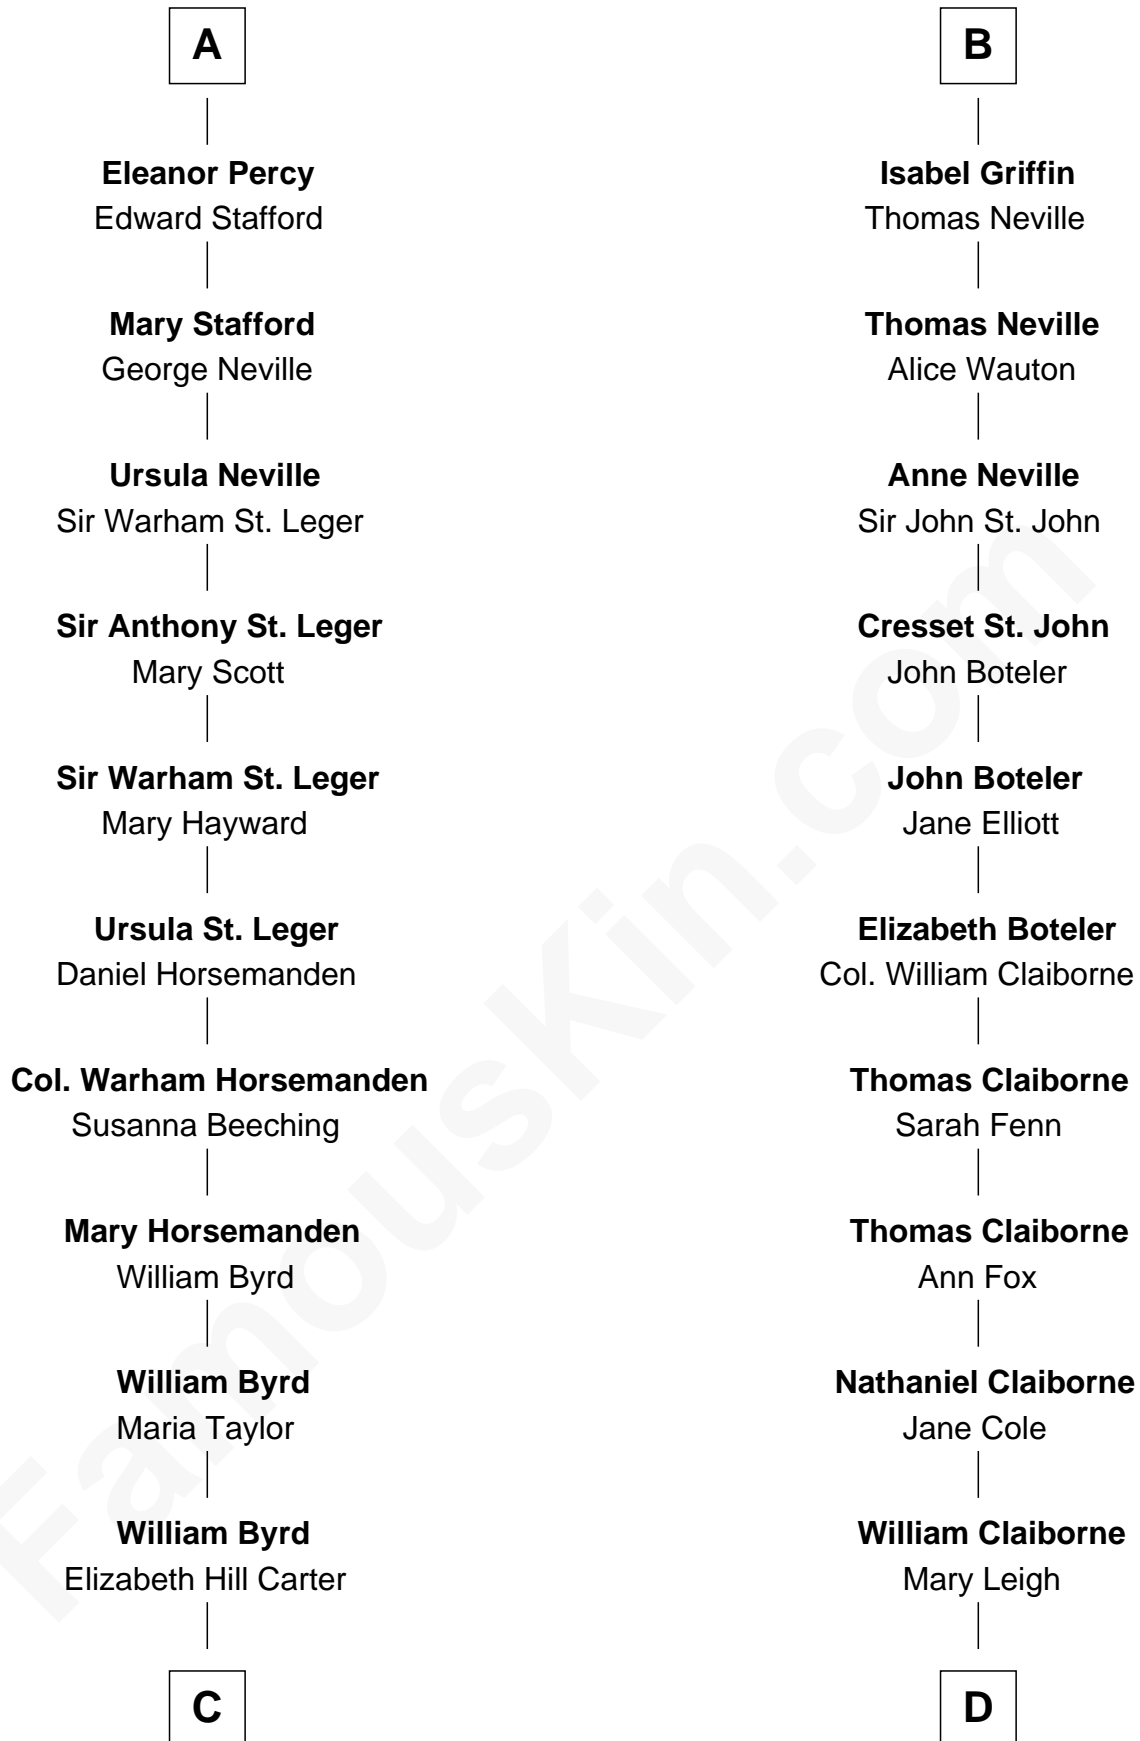 A
Eleanor Percy
Edward Stafford
Mary Stafford
George Neville
Ursula Neville
Sir Warham St. Leger
Sir Anthony St. Leger
Mary Scott
Sir Warham St. Leger
Mary Hayward
Ursula St. Leger
Daniel Horsemanden
Col. Warham Horsemanden
Susanna Beeching
Mary Horsemanden
William Byrd
William Byrd
Maria Taylor
William Byrd
Elizabeth Hill Carter
C
B
Isabel Griffin
Thomas Neville
Thomas Neville
Alice Wauton
Anne Neville
Sir John St. John
Cresset St. John
John Boteler
John Boteler
Jane Elliott
Elizabeth Boteler
Col. William Claiborne
Thomas Claiborne
Sarah Fenn
Thomas Claiborne
Ann Fox
Nathaniel Claiborne
Jane Cole
William Claiborne
Mary Leigh
D
FamousKin.com